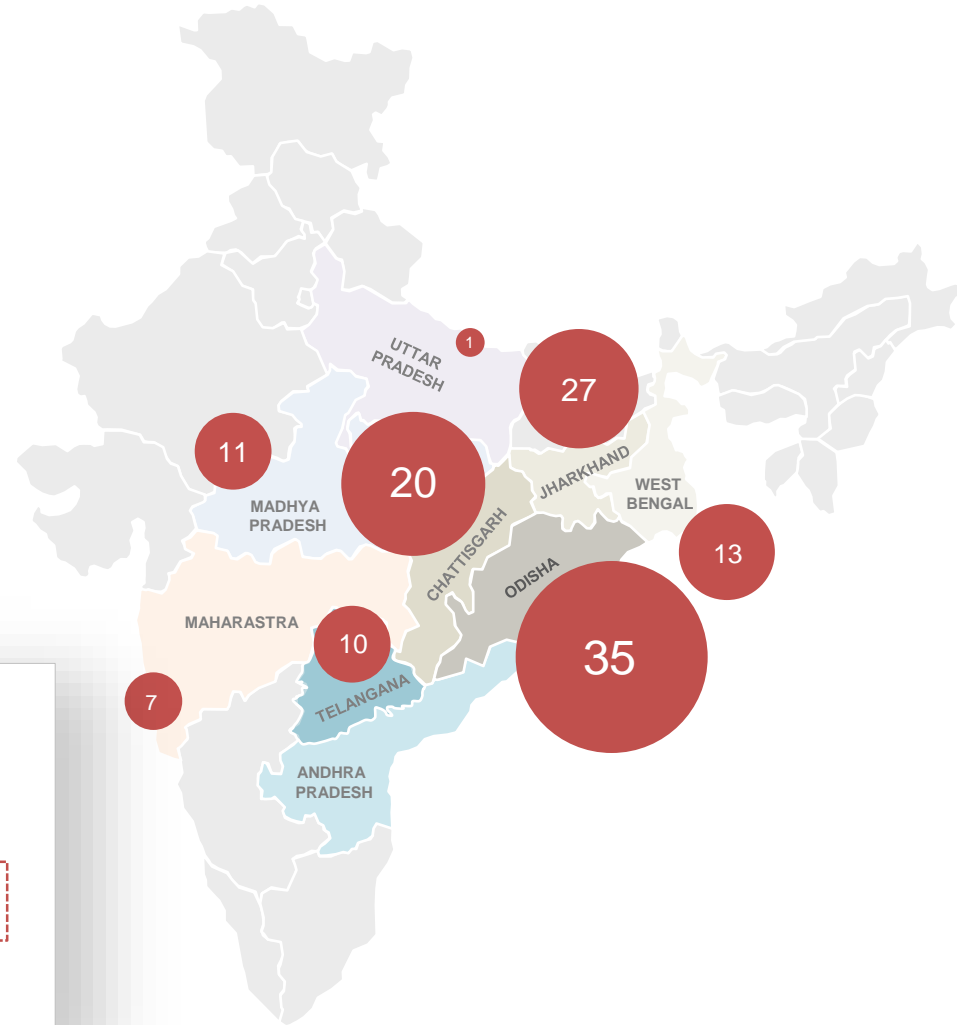 UTTAR
PRADESH
1
27
11
20
JHARKHAND
WEST
BENGAL
MADHYA
PRADESH
CHATTISGARH
13
ODISHA
MAHARASTRA
10
35
7
TELANGANA
ANDHRA
PRADESH